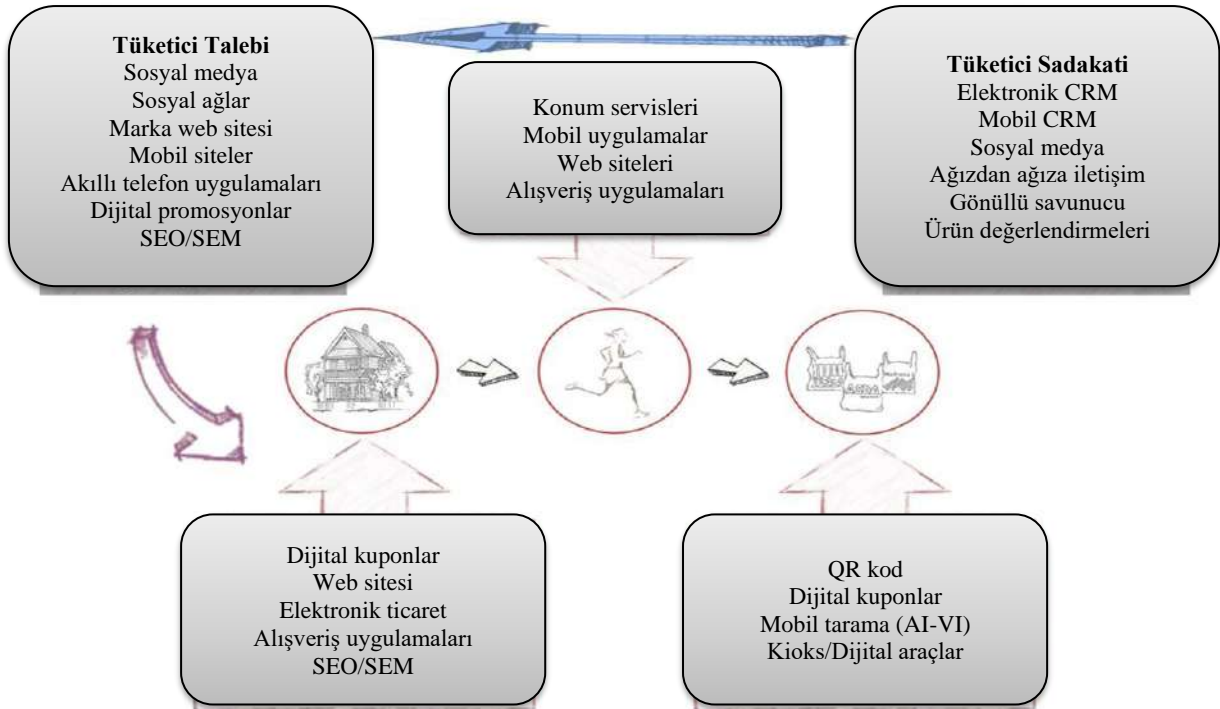 Tüketici Talebi
Sosyal medya
Sosyal ağlar
Marka web sitesi
Mobil siteler
Akıllı telefon uygulamaları
Dijital promosyonlar
SEO/SEM
Konum servisleri
Mobil uygulamalar
Web siteleri
Alışveriş uygulamaları
Tüketici Sadakati
Elektronik CRM
Mobil CRM
Sosyal medya
Ağızdan ağıza iletişim
Gönüllü savunucu
Ürün değerlendirmeleri
Dijital kuponlar
Web sitesi
Elektronik ticaret
Alışveriş uygulamaları
SEO/SEM
QR kod
Dijital kuponlar
Mobil tarama (AI-VI)
Kioks/Dijital araçlar